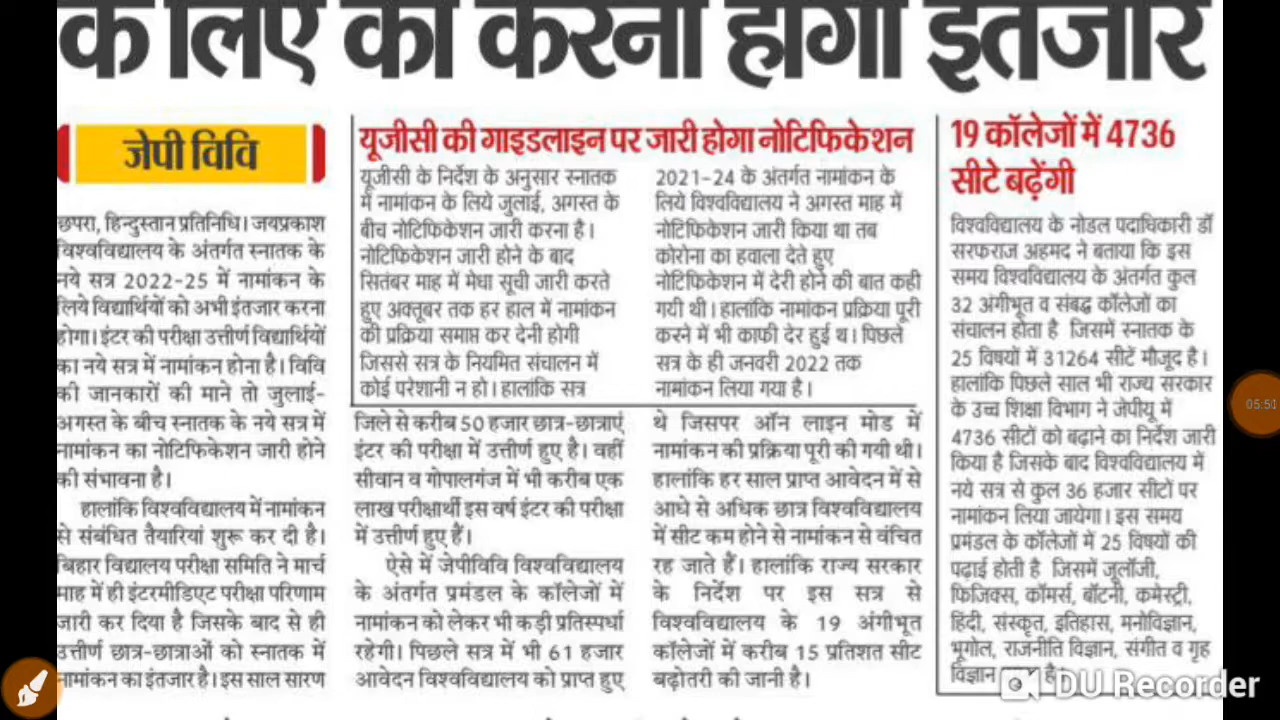 के लिए को करना होगा इंतजार
जेपी विवि
छपरा, हिन्दुस्तान प्रतिनिधि। जयप्रकाश
विश्वविद्यालय के अंतर्गत स्नातक के
नये सत्र 2022-25 में नामांकन के
लिये विद्यार्थियों को अभी इंतजार करना
होगा। इंटर की परीक्षा उत्तीर्ण विद्यार्थियों
का नये सत्र में नामांकन होना है। विवि
की जानकारों की माने तो जुलाई-
अगस्त के बीच स्नातक के नये सत्र में
नामांकन का नोटिफिकेशन जारी होने
की संभावना है।
हालांकि विश्वविद्यालय में नामांकन
से संबंधित तैयारियां शुरू कर दी है।
बिहार विद्यालय परीक्षा समिति ने मार्च
माह में ही इंटरमीडिएट परीक्षा परिणाम
जारी कर दिया है जिसके बाद से ही
उत्तीर्ण छात्र-छात्राओं को स्नातक में
नामांकन का इंतजार है। इस साल सारण
यूजीसी की गाइडलाइन पर जारी होगा नोटिफिकेशन
यूजीसी के निर्देश के अनुसार स्नातक
में नामांकन के लिये जुलाई, अगस्त के
बीच नोटिफिकेशन जारी करना है।
नोटिफिकेशन जारी होने के बाद
सितंबर माह में मेधा सूची जारी करते
हुए अक्तूबर तक हर हाल में नामांकन
की प्रक्रिया समाप्त कर देनी होगी
जिससे सत्र के नियमित संचालन में
कोई परेशानी न हो। हालांकि सत्र
2021-24 के अंतर्गत नामांकन के
लिये विश्वविद्यालय ने अगस्त माह में
नोटिफिकेशन जारी किया था तब
कोरोना का हवाला देते हुए
नोटिफिकेशन में देरी होने की बात कही
गयी थी। हालांकि नामांकन प्रक्रिया पूरी
करने में भी काफी देर हुई थ। पिछले
सत्र के ही जनवरी 2022 तक
नामांकन लिया गया है।
जिले से करीब 50 हजार छात्र-छात्राएं
इंटर की परीक्षा में उत्तीर्ण हुए है। वहीं
सीवान व गोपालगंज में भी करीब एक
लाख परीक्षार्थी इस वर्ष इंटर की परीक्षा
में उत्तीर्ण हुए हैं।
ऐसे में जेपीविवि विश्वविद्यालय
के अंतर्गत प्रमंडल के कॉलेजों में
नामांकन को लेकर भी कड़ी प्रतिस्पर्धा
रहेगी। पिछले सत्र में भी 61 हजार
आवेदन विश्वविद्यालय को प्राप्त हुए
थे जिसपर ऑन लाइन मोड में
नामांकन की प्रक्रिया पूरी की गयी थी।
हालांकि हर साल प्राप्त आवेदन में से
आधे से अधिक छात्र विश्वविद्यालय
में सीट कम होने से नामांकन से वंचित
रह जाते हैं। हालांकि राज्य सरकार
के निर्देश पर इस सत्र से
विश्वविद्यालय के 19 अंगीभूत
कॉलेजों में करीब 15 प्रतिशत सीट
बढ़ोतरी की जानी है।
19 कॉलेजों में 4736
सीटे बढ़ेंगी
विश्वविद्यालय के नोडल पदाधिकारी डॉ
सरफराज अहमद ने बताया कि इस
समय विश्वविद्यालय के अंतर्गत कुल
32 अंगीभूत व संबद्ध कॉलेजों का
संचालन होता है जिसमें स्नातक के
25 विषयों में 31264 सीटें मौजूद है।
हालांकि पिछले साल भी राज्य सरकार
के उच्च शिक्षा विभाग ने जेपीयू में
4736 सीटों को बढ़ाने का निर्देश जारी
किया है जिसके बाद विश्वविद्यालय में
नये सत्र से कुल 36 हजार सीटों पर
नामांकन लिया जायेगा। इस समय
प्रमंडल के कॉलेजों में 25 विषयों की
पढ़ाई होती है जिसमें जूलॉजी,
फिजिक्स, कॉमर्स, बॉटनी, कमेस्ट्री,
हिंदी, संस्कृत, इतिहास, मनोविज्ञान,
भूगोल, राजनीति विज्ञान, संगीत व गृह
विज्ञान है।
05:50
DU Recorder